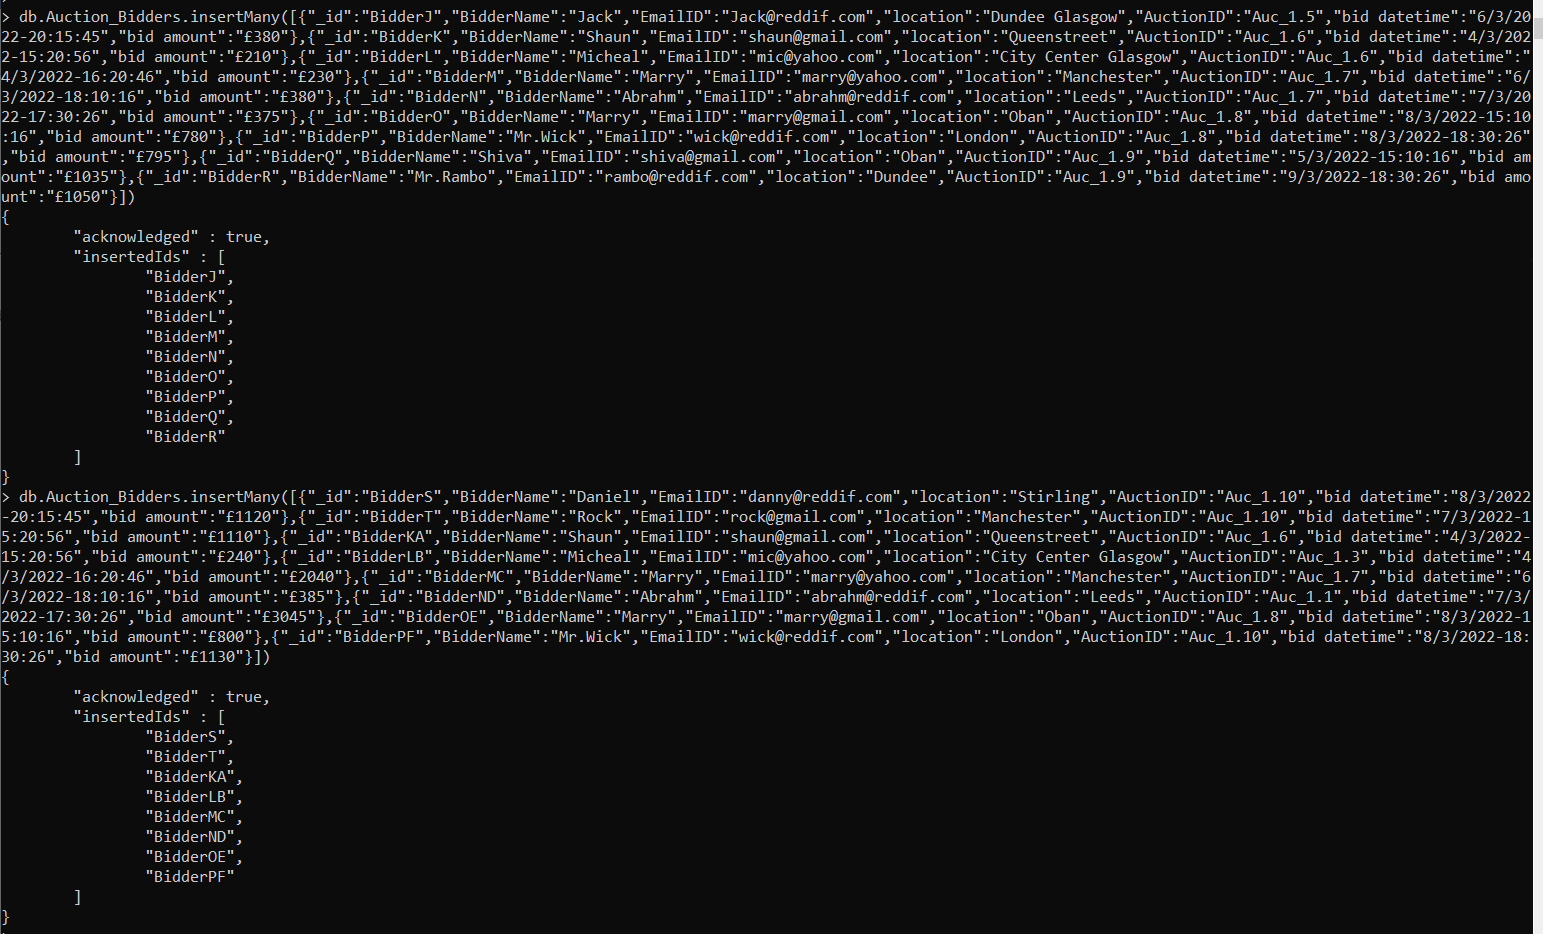 > db.Auction_Bidders.insertMany([{"_id":"BidderJ","BidderName":"Jack","EmailID":"Jack@reddif.com","location":"Dundee Glasgow","AuctionID":"Auc_1.5","bid datetime":"6/3/20
22-20:15:45","bid amount":"£380"},{"_id":"BidderK","BidderName":"Shaun","EmailID":"shaun@gmail.com","location":"Queenstreet","AuctionID":"Auc_1.6","bid datetime":"4/3/202
2-15:20:56","bid amount":"£210"},{"_id":"BidderL","BidderName":"Micheal","EmailID":"mic@yahoo.com","location":"City Center Glasgow","AuctionID":"Auc_1.6","bid datetime":"
4/3/2022-16:20:46","bid amount":"£230"},{"_id":"BidderM","BidderName":"Marry","EmailID":"marry@yahoo.com","location":"Manchester","AuctionID":"Auc_1.7","bid datetime":"6/
3/2022-18:10:16","bid amount":"£380"},{"_id":"BidderN","BidderName":"Abrahm","EmailID":"abrahm@reddif.com","location":"Leeds","AuctionID":"Auc_1.7","bid datetime":"7/3/20
22-17:30:26","bid amount":"£375"},{"_id":"BidderO","BidderName":"Marry","EmailID":"marry@gmail.com","location":"Oban","AuctionID":"Auc_1.8","bid datetime":"8/3/2022-15:10
:16","bid amount":"£780"},{"_id":"BidderP","BidderName":"Mr.Wick","EmailID":"wick@reddif.com","location":"London","AuctionID":"Auc_1.8","bid datetime":"8/3/2022-18:30:26"
,"bid amount":"£795"},{"_id":"BidderQ","BidderName":"Shiva","EmailID":"shiva@gmail.com","location":"Oban","AuctionID":"Auc_1.9","bid datetime":"5/3/2022-15:10:16","bid am
ount":"£1035"},{"_id":"BidderR","BidderName":"Mr.Rambo","EmailID":"rambo@reddif.com","location":"Dundee","AuctionID":"Auc_1.9","bid datetime":"9/3/2022-18:30:26","bid amo
unt":"£1050"}])
{
"acknowledged" : true,
"insertedIds" : [
"BidderJ",
"BidderK",
"BidderL",
"BidderM",
"BidderN",
"BidderO",
"BidderP",
"BidderQ",
"BidderR"
]
}
> db.Auction_Bidders.insertMany([{"_id":"BidderS","BidderName":"Daniel","EmailID":"danny@reddif.com","location":"Stirling","AuctionID":"Auc_1.10","bid datetime":"8/3/2022
-20:15:45","bid amount":"£1120"},{"_id":"BidderT","BidderName":"Rock","EmailID":"rock@gmail.com","location":"Manchester","AuctionID":"Auc_1.10","bid datetime":"7/3/2022-1
5:20:56","bid amount":"£1110"},{"_id":"BidderKA","BidderName":"Shaun","EmailID":"shaun@gmail.com","location":"Queenstreet","AuctionID":"Auc_1.6","bid datetime":"4/3/2022-
15:20:56","bid amount":"£240"},{"_id":"BidderLB","BidderName":"Micheal","EmailID":"mic@yahoo.com","location":"City Center Glasgow","AuctionID":"Auc_1.3","bid datetime":"4
/3/2022-16:20:46","bid amount":"£2040"},{"_id":"BidderMC","BidderName":"Marry","EmailID":"marry@yahoo.com","location":"Manchester","AuctionID":"Auc_1.7","bid datetime":"6
/3/2022-18:10:16","bid amount":"£385"},{"_id":"BidderND","BidderName":"Abrahm","EmailID":"abrahm@reddif.com","location":"Leeds","AuctionID":"Auc_1.1","bid datetime":"7/3/
2022-17:30:26","bid amount":"£3045"},{"_id":"BidderOE","BidderName":"Marry","EmailID":"marry@gmail.com","location":"Oban","AuctionID":"Auc_1.8","bid datetime":"8/3/2022-1
5:10:16","bid amount":"£800"},{"_id":"BidderPF","BidderName":"Mr.Wick","EmailID":"wick@reddif.com","location":"London","AuctionID":"Auc_1.10","bid datetime":"8/3/2022-18:
30:26","bid amount":"£1130"}])
{
"acknowledged" : true,
"insertedIds" : [
"BidderS",
"BidderT",
"BidderKA",
"BidderLB",
"BidderMC",
"BidderND",
"BidderOE",
"BidderPF"
]
}